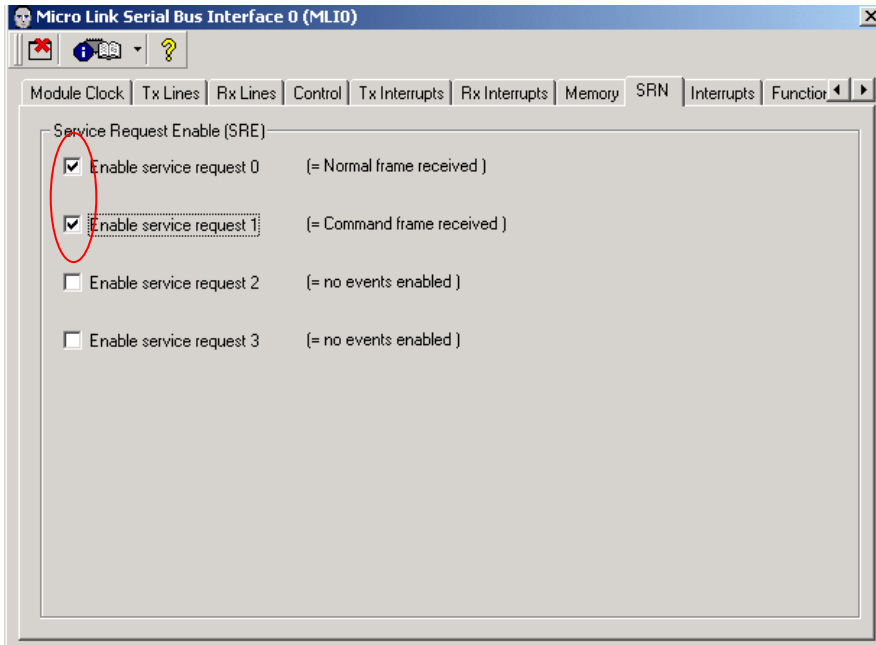 Micro Link Serial Bus Interface 0 (MLI0)
Module Clock Tx Lines Rx Lines Control Tx Interrupts Rx Interrupts Memory SRN Interrupts
Service Request Enable (SRE)
Enable service request 0 (= Normal frame received )
Enable service request 1 (= Command frame received )
Enable service request 2 (= no events enabled )
Enable service request 3 (= no events enabled )